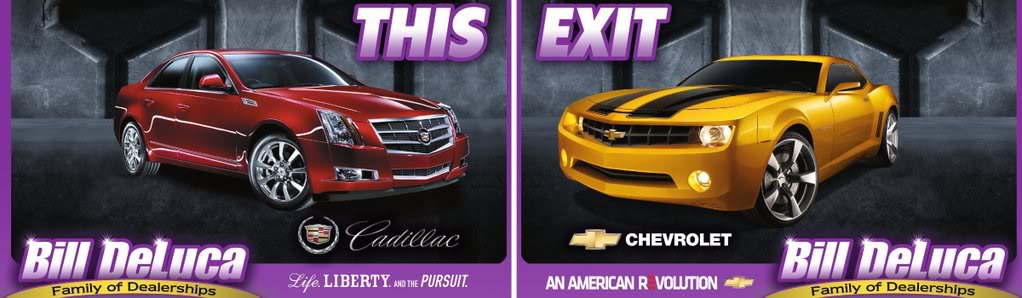 THIS
Cadillac
Bill DeLuca
Family of Dealerships
Life, LIBERTY, AND THE PURSUIT.
EXIT
CHEVROLET
AN AMERICAN REVOLUTION
Bill DeLuca
Family of Dealerships